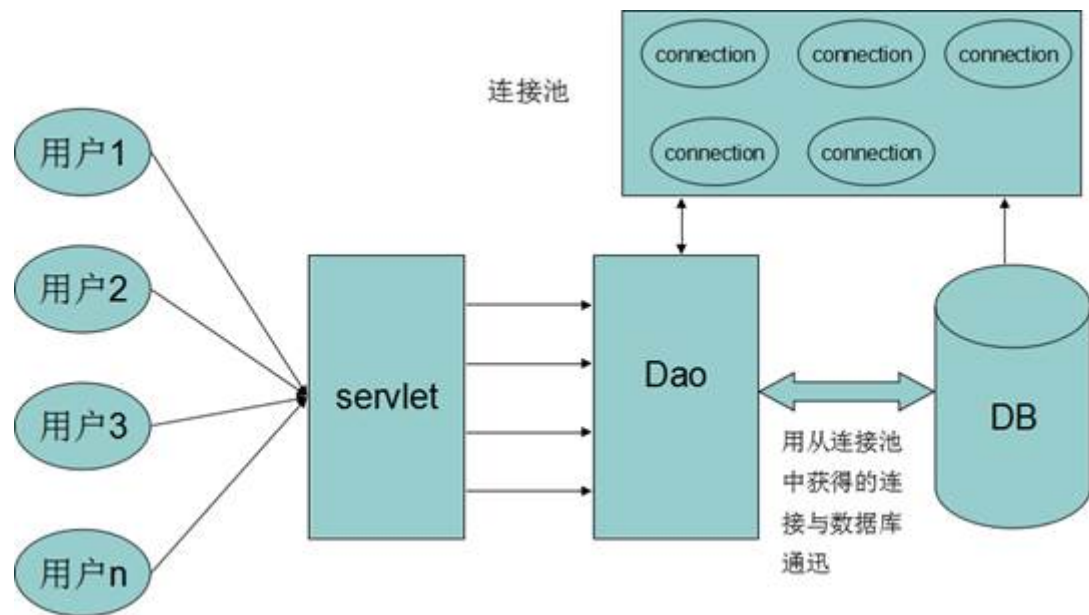 connection
connection
connection
连接池
connection
connection
用户1
用户2
用户3
用户n
servlet
Dao
DB
用从连接池
中获得的连
接与数据库
通迅